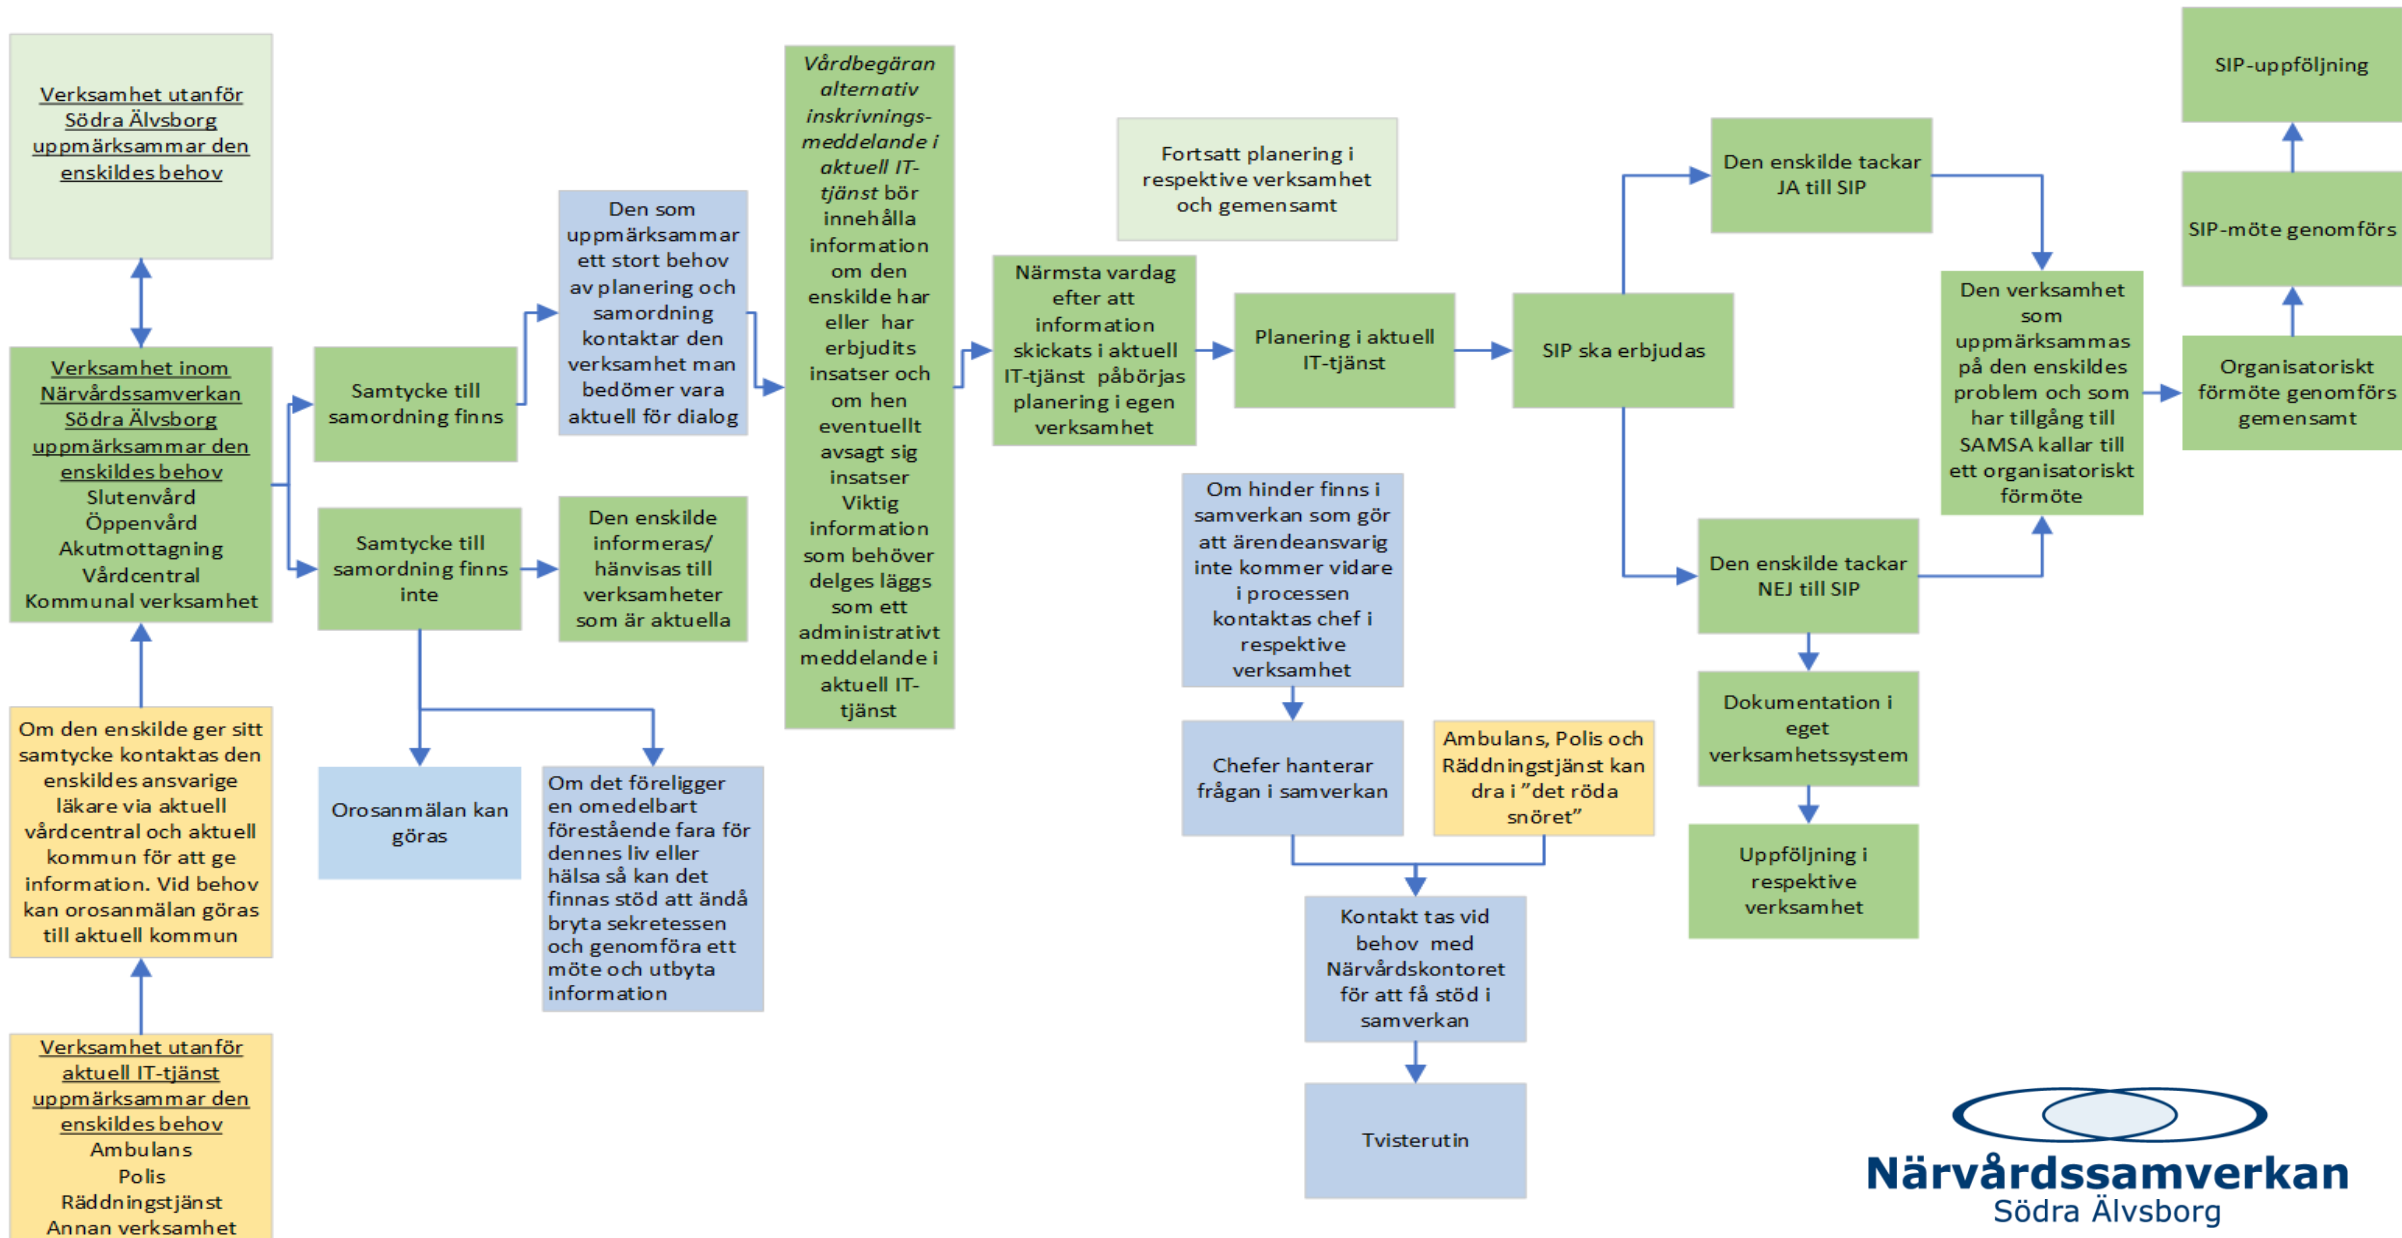 Verksamhet utanför
Södra Älvsborg
uppmärksammar den
enskildes behov
Verksamhet inom
Närvårdssamverkan
Södra Älvsborg
uppmärksammar den
enskildes behov
Slutenvård
Öppenvård
Akutmottagning
Vårdcentral
Kommunal verksamhet
Om den enskilde ger sitt
samtycke kontaktas den
enskildes ansvarige
läkare via aktuell
vårdcentral och aktuell
kommun för att ge
information. Vid behov
kan orosanmälan göras
till aktuell kommun
Verksamhet utanför
aktuell IT-tjänst
uppmärksammar den
enskildes behov
Ambulans
Polis
Räddningstjänst
Annan verksamhet
Samtycke till
samordning finns
Samtycke till
samordning finns
inte
Orosanmälan kan
göras
Den som
uppmärksammar
ett stort behov
av planering och
samordning
kontaktar den
verksamhet man
bedömer vara
aktuell för dialog
Den enskilde
informeras/
hänvisas till
verksamheter
som är aktuella
Om det föreligger
en omedelbart
förestående fara för
dennes liv eller
hälsa så kan det
finnas stöd att ändå
bryta sekretessen
och genomföra ett
möte och utbyta
information
Vårdbegäran
alternativ
inskrivnings-
meddelande i
aktuell IT-
tjänst bör
innehålla
information
om den
enskilde har
eller har
erbjudits
insatser och
om hen
eventuellt
avsagt sig
insatser
Viktig
information
som behöver
delges läggs
som ett
administrativt
meddelande i
aktuell IT-
tjänst
Fortsatt planering i
respektive verksamhet
och gemensamt
Närmsta vardag
efter att
information
skickats i aktuell
IT-tjänst påbörjas
planering i egen
verksamhet
Planering i aktuell
IT-tjänst
SIP ska erbjudas
Om hinder finns i
samverkan som gör
att ärendeansvarig
inte kommer vidare
i processen
kontaktas chef i
respektive
verksamhet
Chefer hanterar
frågan i samverkan
Ambulans, Polis och
Räddningstjänst kan
dra i ”det röda
snöret”
Kontakt tas vid
behov med
Närvårdskontoret
för att få stöd i
samverkan
Tvisterutin
Den enskilde tackar
JA till SIP
Den enskilde tackar
NEJ till SIP
Dokumentation i
eget
verksamhetssystem
Uppföljning i
respektive
verksamhet
Den verksamhet
som
uppmärksammas
på den enskildes
problem och som
har tillgång till
SAMSA kallar till
ett organisatoriskt
förmöte
SIP-uppföljning
SIP-möte genomförs
Organisatoriskt
förmöte genomförs
gemensamt
Närvårdssamverkan
Södra Älvsborg